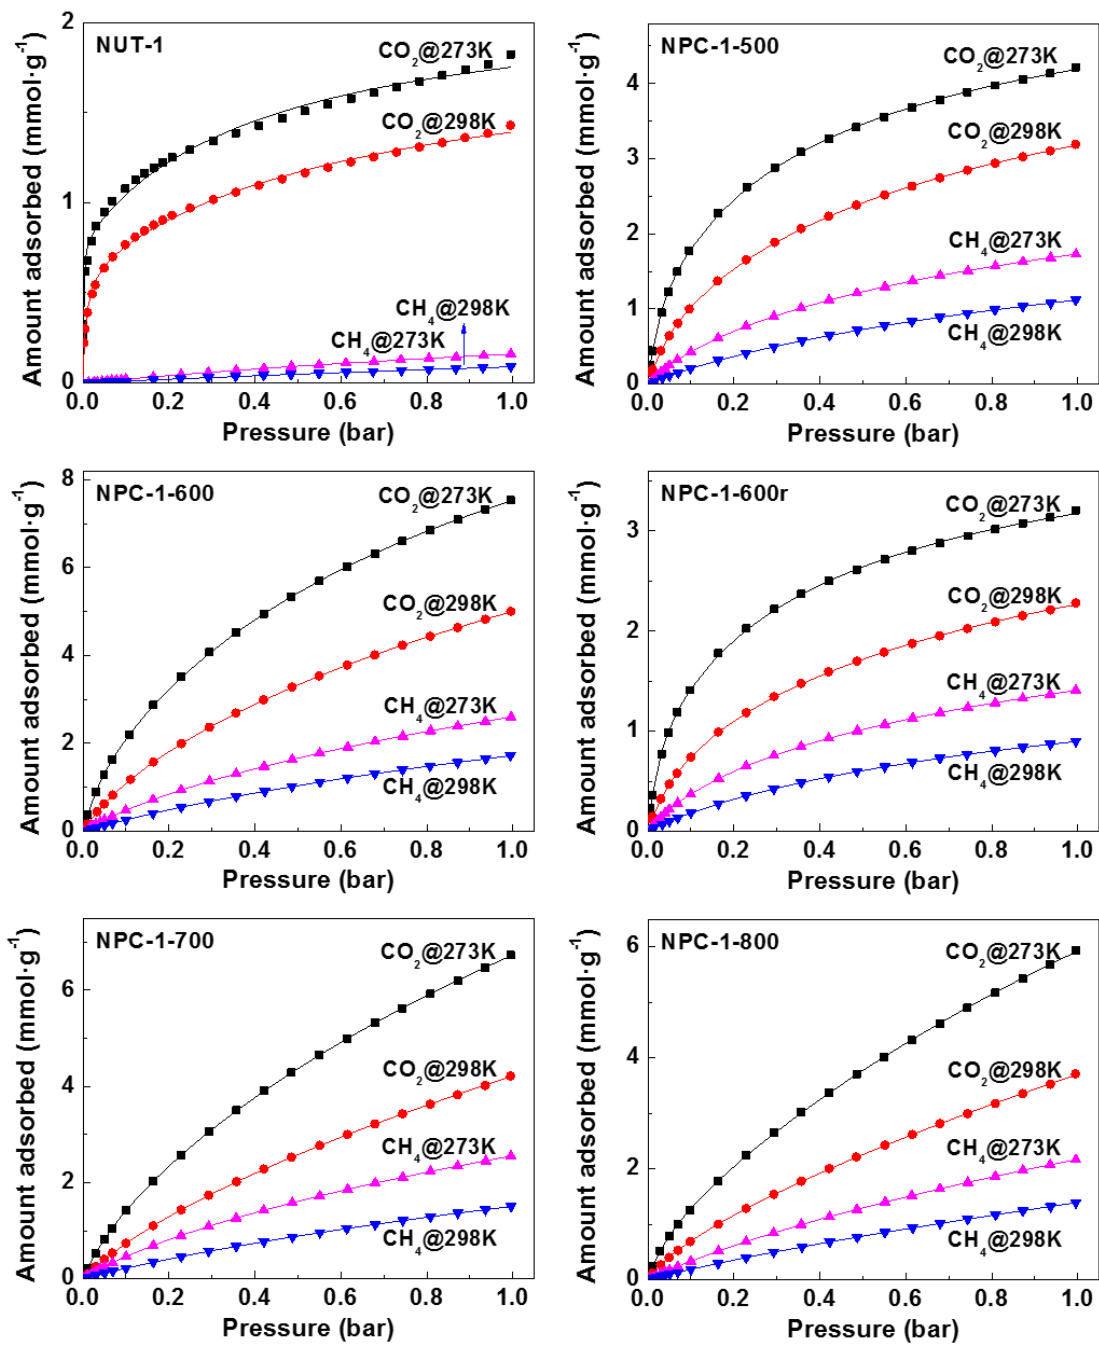 NUT-1
CO₂@273K
CO₂@298K
CH₄@298K
CH₄@273K
2
1
0
0.0 0.2 0.4 0.6 0.8 1.0
Pressure (bar)
Amount adsorbed (mmol·g⁻¹)
NPC-1-500
CO₂@273K
CO₂@298K
CH₄@273K
CH₄@298K
4
3
2
1
0
0.0 0.2 0.4 0.6 0.8 1.0
Pressure (bar)
Amount adsorbed (mmol·g⁻¹)
NPC-1-600
CO₂@273K
CO₂@298K
CH₄@273K
CH₄@298K
8
6
4
2
0
0.0 0.2 0.4 0.6 0.8 1.0
Pressure (bar)
Amount adsorbed (mmol·g⁻¹)
NPC-1-600r
CO₂@273K
CO₂@298K
CH₄@273K
CH₄@298K
3
2
1
0
0.0 0.2 0.4 0.6 0.8 1.0
Pressure (bar)
Amount adsorbed (mmol·g⁻¹)
NPC-1-700
CO₂@273K
CO₂@298K
CH₄@273K
CH₄@298K
6
4
2
0
0.0 0.2 0.4 0.6 0.8 1.0
Pressure (bar)
Amount adsorbed (mmol·g⁻¹)
NPC-1-800
CO₂@273K
CO₂@298K
CH₄@273K
CH₄@298K
6
4
2
0
0.0 0.2 0.4 0.6 0.8 1.0
Pressure (bar)
Amount adsorbed (mmol·g⁻¹)